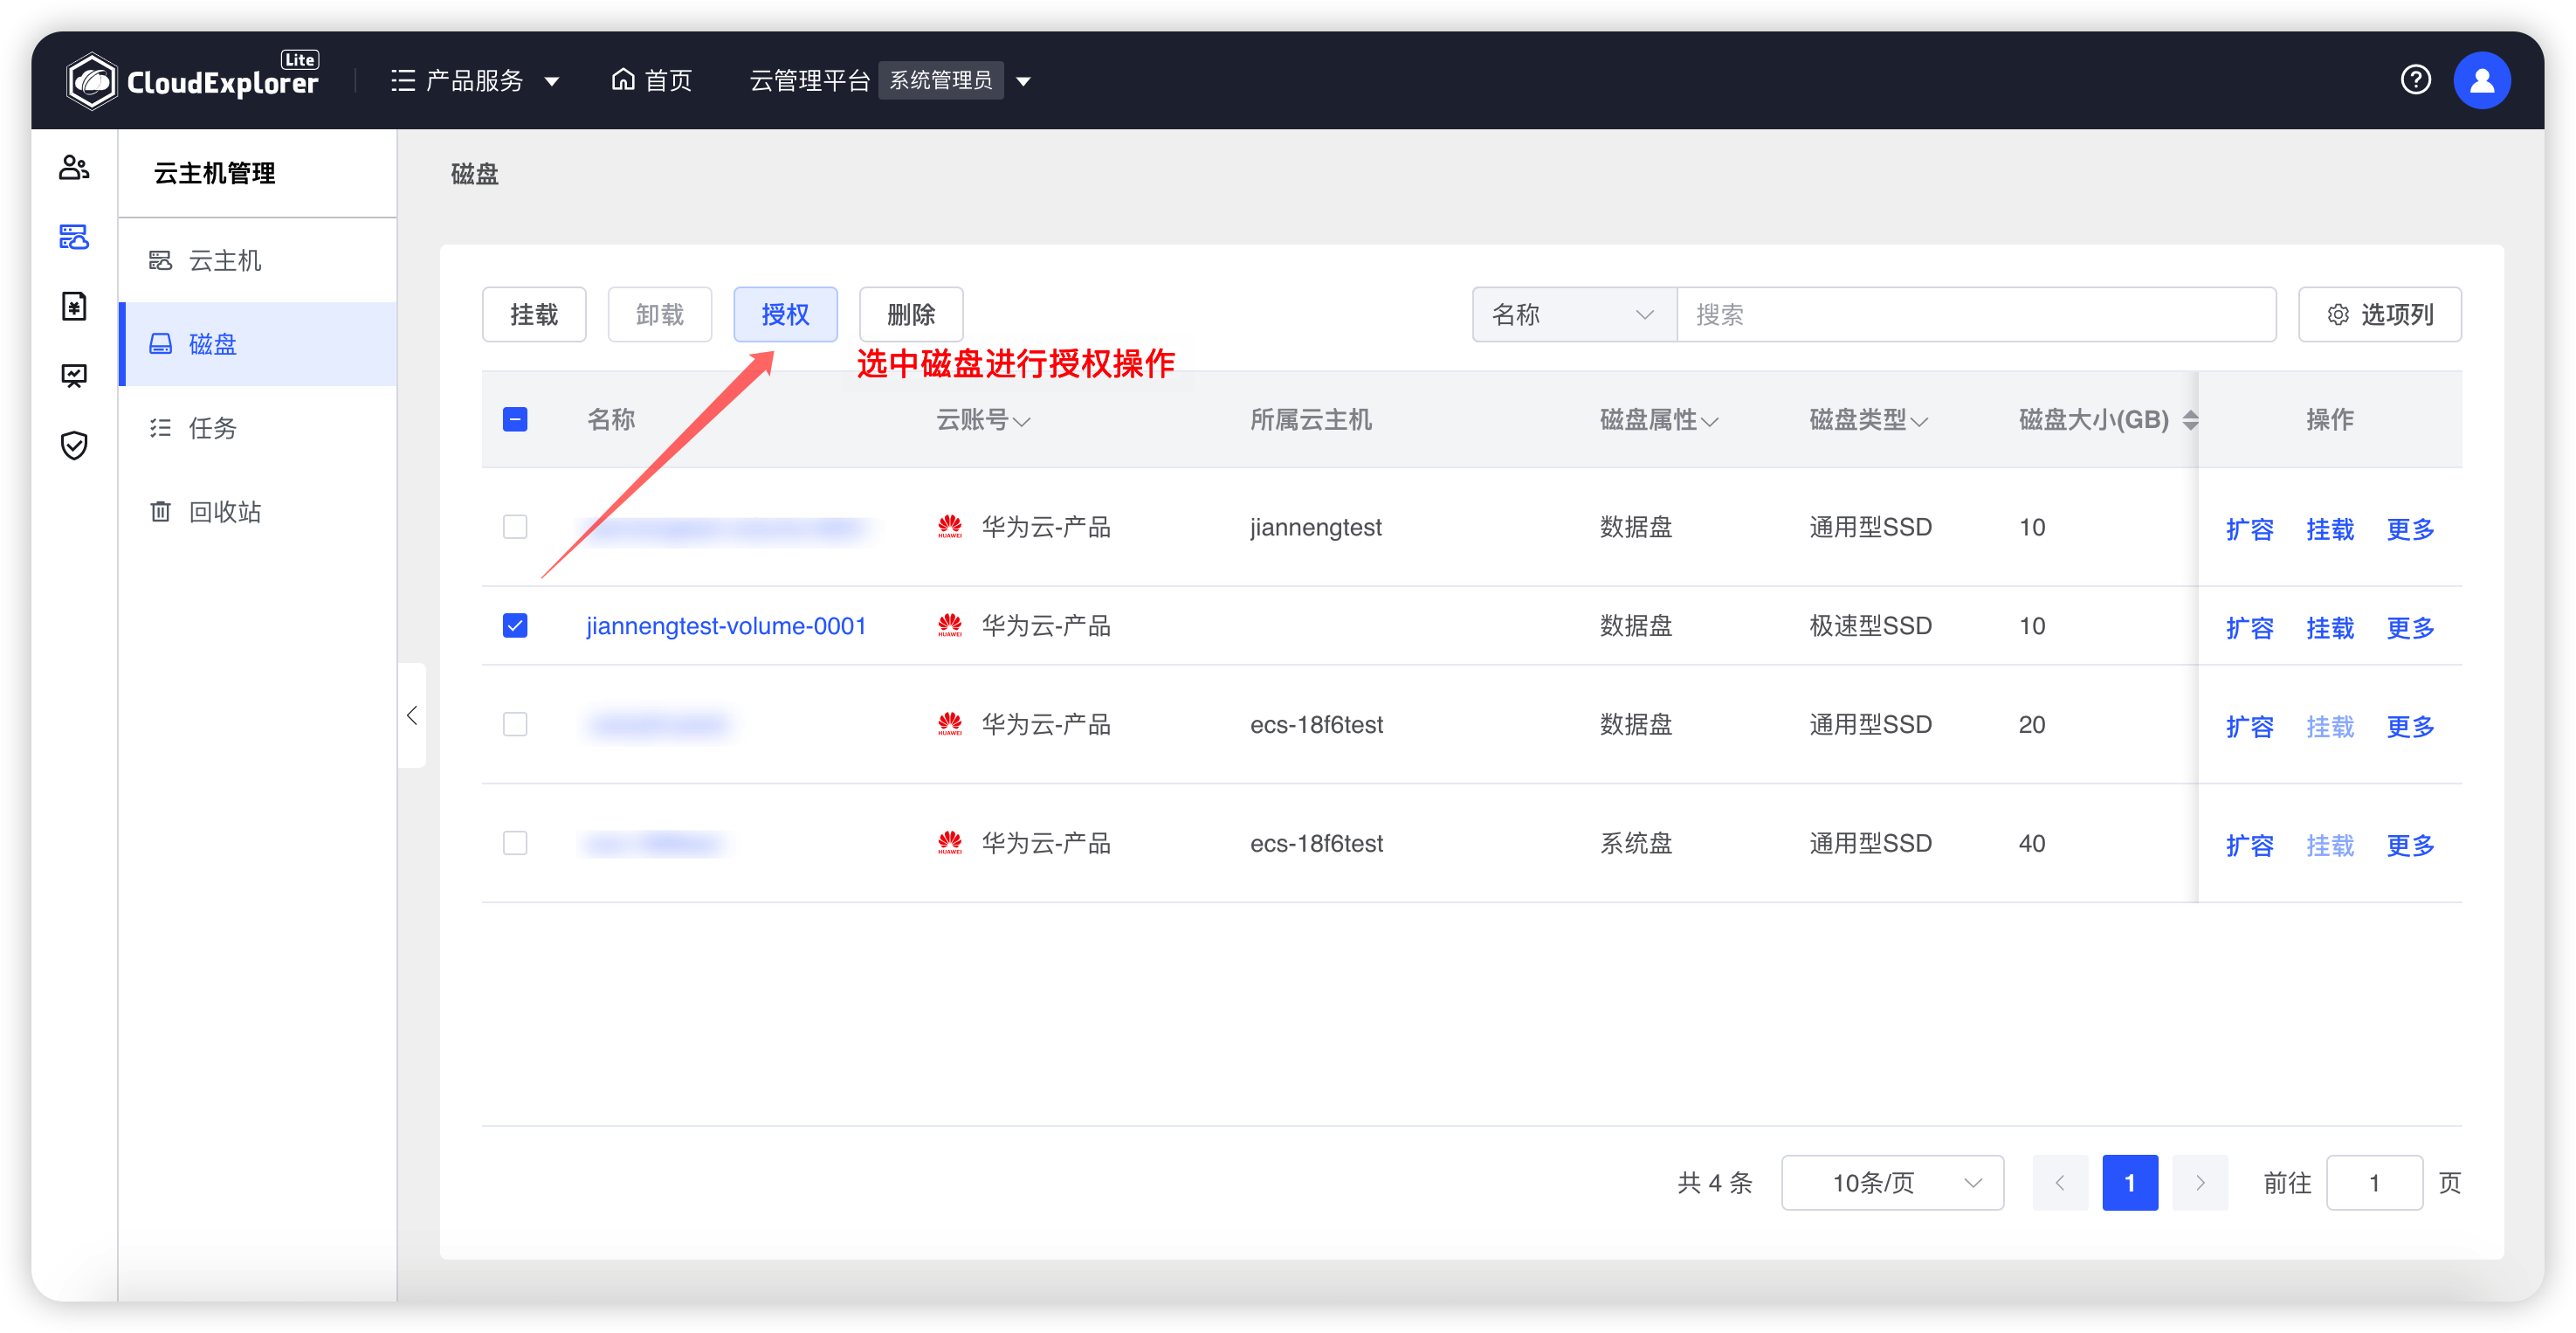 CloudExplorer Lite 产品服务 首页 云管理平台 系统管理员
云主机管理
云主机
磁盘
任务
回收站
磁盘
挂载 卸载 授权 删除 名称 搜索 选项列
选中磁盘进行授权操作
名称 云账号 所属云主机 磁盘属性 磁盘类型 磁盘大小(GB) 操作
HUAWEI 华为云-产品 jiannengtest 数据盘 通用型SSD 10 扩容 挂载 更多
jiannengtest-volume-0001 HUAWEI 华为云-产品 数据盘 极速型SSD 10 扩容 挂载 更多
HUAWEI 华为云-产品 ecs-18f6test 数据盘 通用型SSD 20 扩容 挂载 更多
HUAWEI 华为云-产品 ecs-18f6test 系统盘 通用型SSD 40 扩容 挂载 更多
共 4 条 10条/页 1 前往 1 页